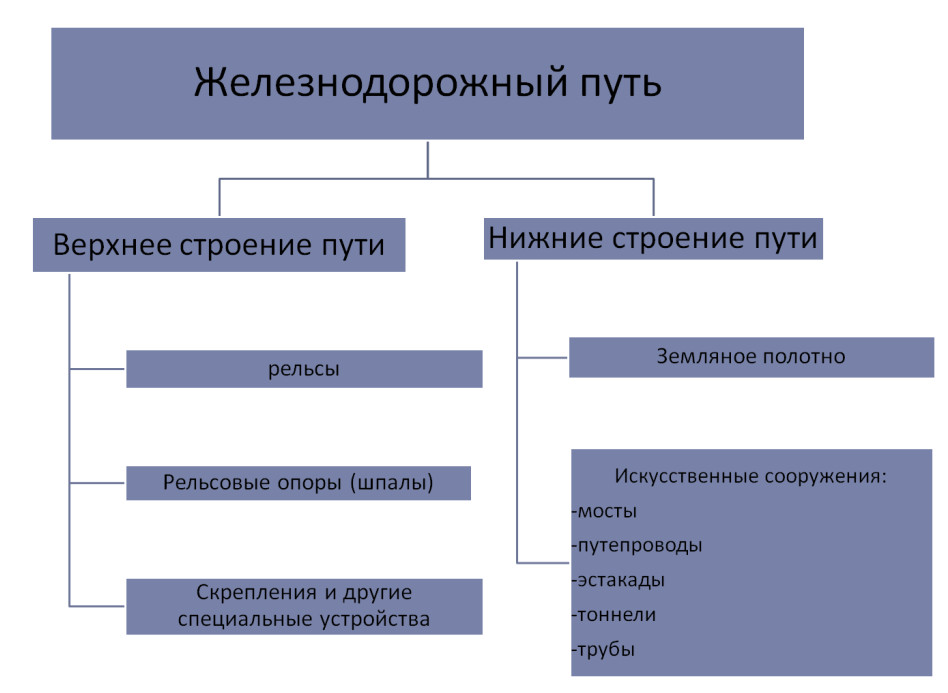 Железнодорожный путь
Верхнее строение пути
Нижние строение пути
рельсы
Рельсовые опоры (шпалы)
Скрепления и другие
специальные устройства
Земляное полотно
Искусственные сооружения:
-мосты
-путепроводы
-эстакады
-тоннели
-трубы